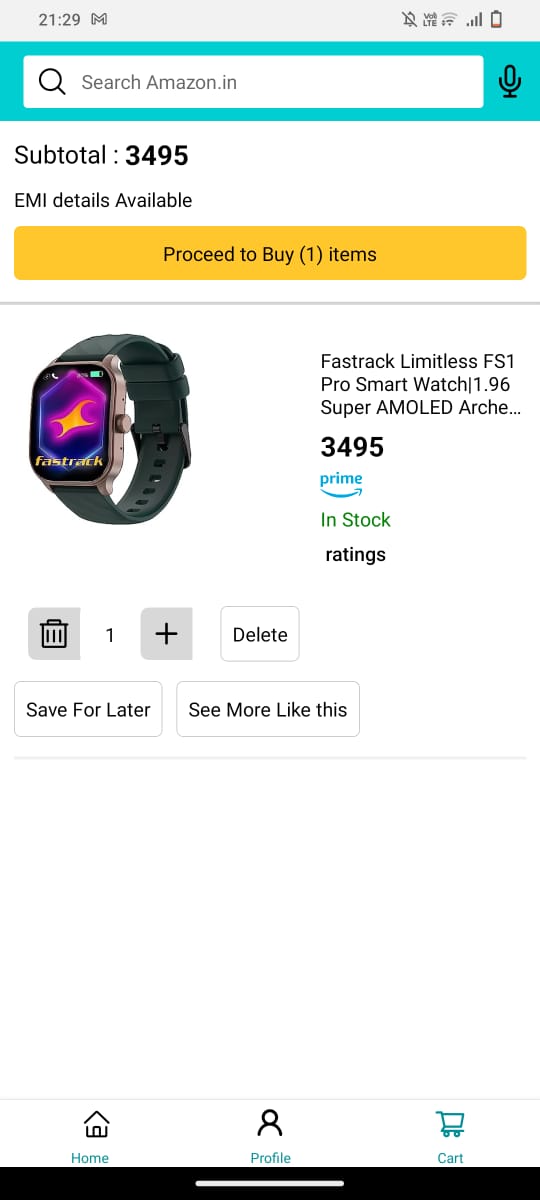 21:29
Vo)) LTE
Search Amazon.in
Subtotal : 3495
EMI details Available
Proceed to Buy (1) items
fastrack
Fastrack Limitless FS1
Pro Smart Watch|1.96
Super AMOLED Arche...
3495
prime
In Stock
ratings
1
Delete
Save For Later
See More Like this
Home
Profile
Cart